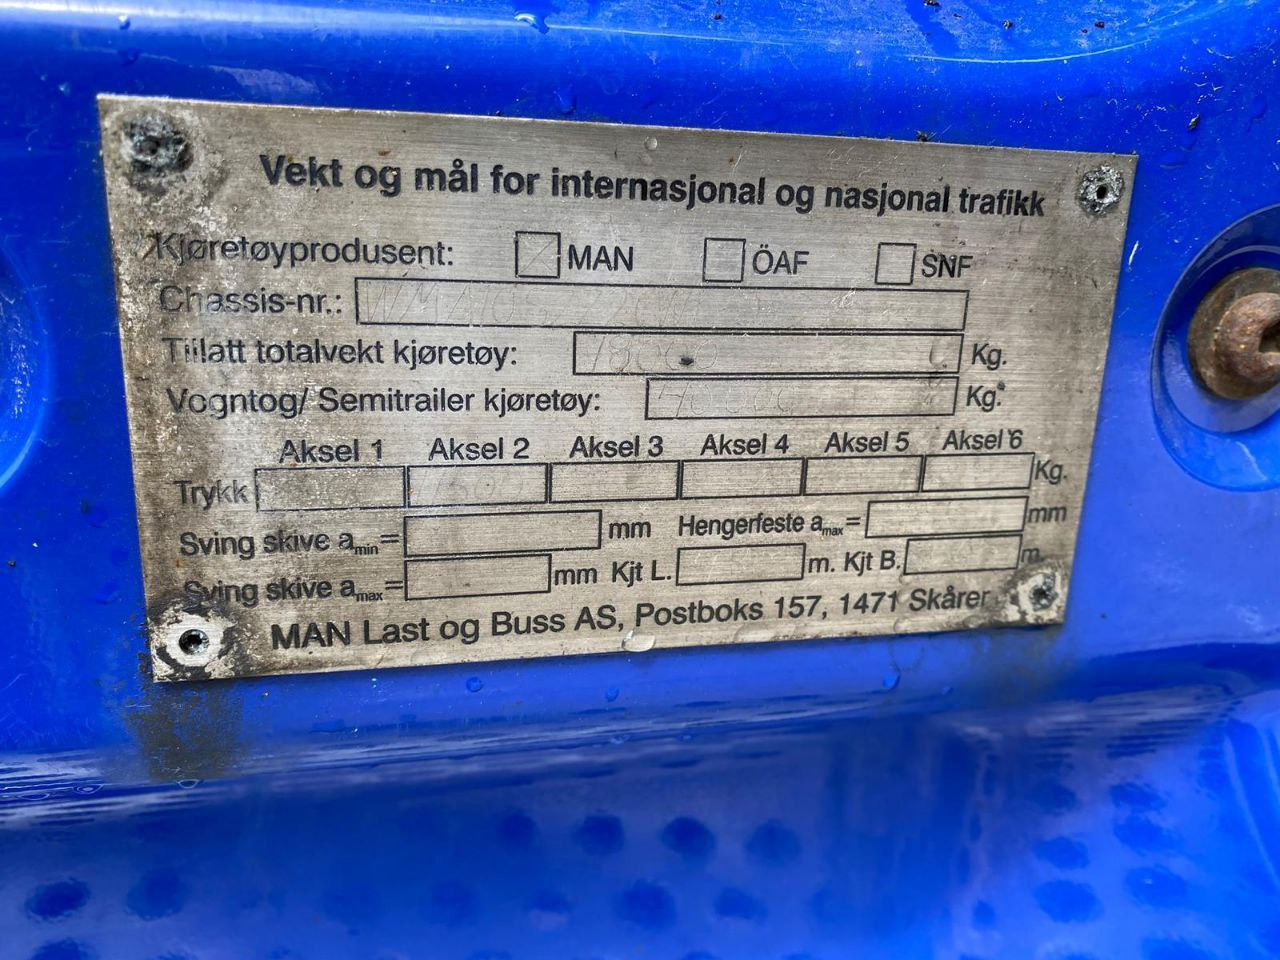 Vekt og mål for internasjonal og nasjonal trafikk
Kjøretøyprodusent: MAN ÖAF SNF
Chassis-nr.:
Tillatt totalvekt kjøretøy: 18000 Kg.
Vogntog/ Semitrailer kjøretøy: 40000 Kg.
Aksel 1 Aksel 2 Aksel 3 Aksel 4 Aksel 5 Aksel 6
Trykk Kg.
Sving skive amin= mm Hengerfeste amax= mm
Sving skive amax= mm Kjt L. m. Kjt B. m.
MAN Last og Buss AS, Postboks 157, 1471 Skårer